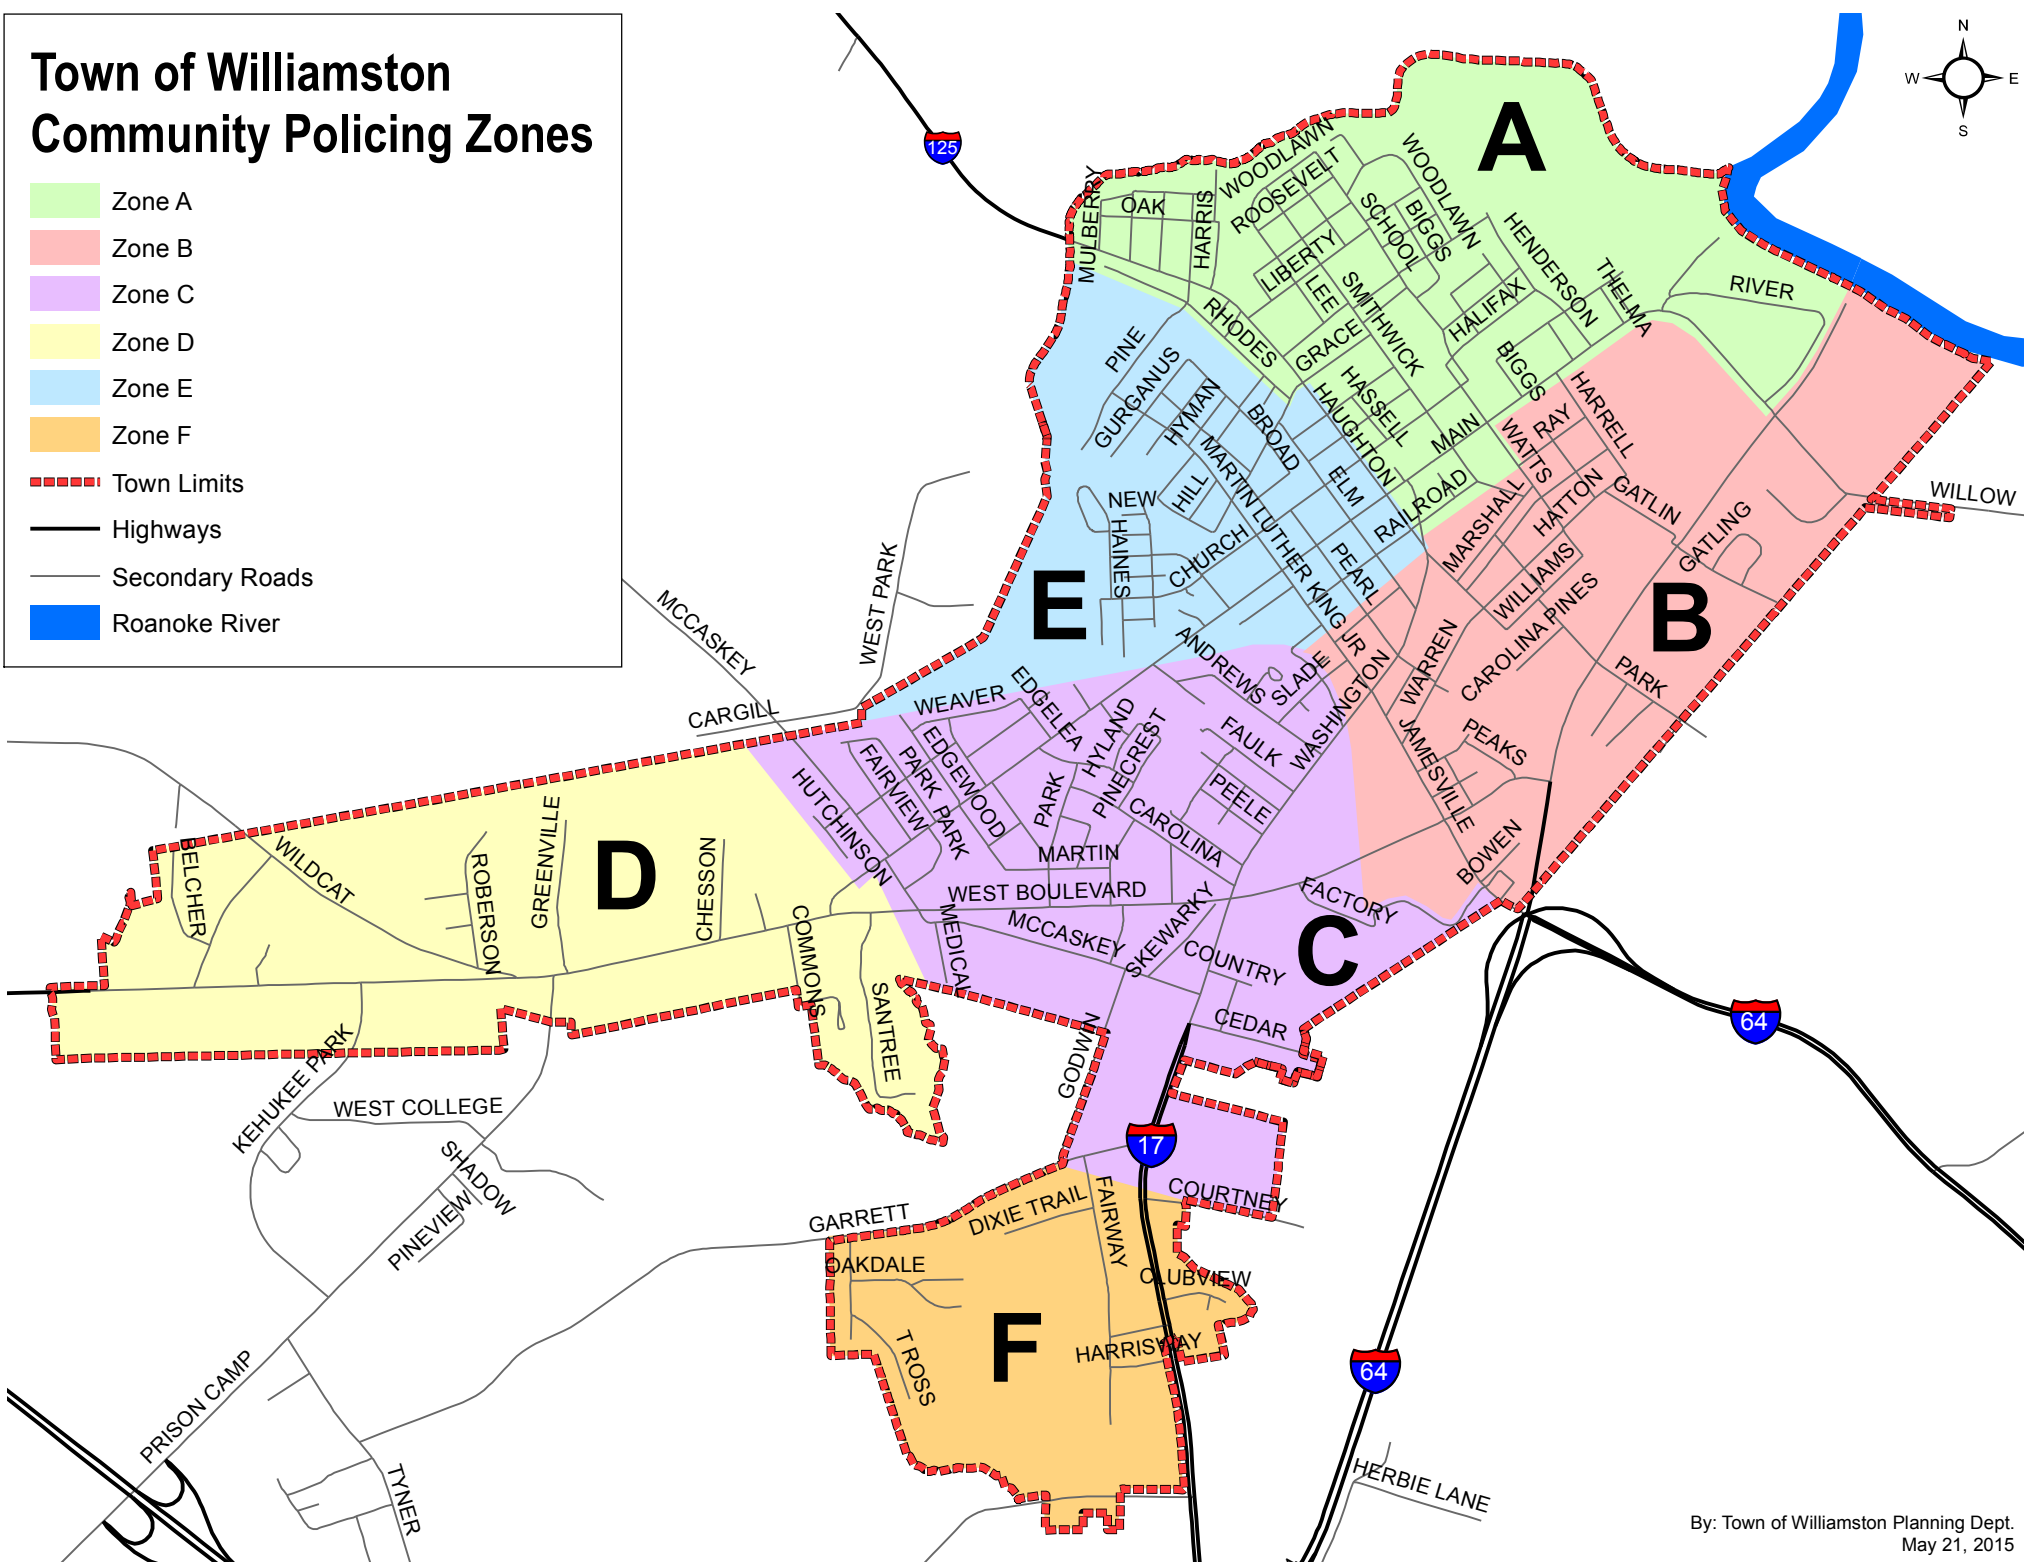 Town of Williamston
Community Policing Zones
Zone A
Zone B
Zone C
Zone D
Zone E
Zone F
Town Limits
Highways
Secondary Roads
Roanoke River
N
W
E
S
125
A
WOODLAWN
WOODLAWN
ROOSEVELT
MULBERRY
OAK
HARRIS
SCHOOL
BIGGS
HENDERSON
LIBERTY
LEE
SMITHWICK
HALIFAX
THELMA
RIVER
RHODES
GRACE
PINE
GURGANUS
HYMAN
HASSELL
HAUGHTON
BIGGS
HARRELL
BROAD
MAIN
RAY
WATTS
MARTIN LUTHER KING JR
ELM
RAILROAD
HILL
NEW
HAINES
CHURCH
PEARL
MARSHALL
HATTON
GATLIN
GATLING
WILLOW
WILLIAMS
CAROLINA PINES
E
B
WEST PARK
MCCASKEY
CARGILL
WEAVER
EDGELEA
ANDREWS
SLADE
WASHINGTON
WARREN
PARK
HYLAND
PINECREST
FAULK
PEELE
JAMESVILLE
PEAKS
BOWEN
HUTCHINSON
FAIRVIEW
PARK
EDGEWOOD
PARK
PARK
CAROLINA
MARTIN
WEST BOULEVARD
FACTORY
C
MCCASKEY
SKEWARKY
COUNTRY
CEDAR
MEDICAL
GODWIN
D
BELCHER
WILDCAT
ROBERSON
GREENVILLE
CHESSON
COMMONS
SANTREE
KEHUKEE PARK
WEST COLLEGE
SHADOW
PINEVIEW
GARRETT
DIXIE TRAIL
FAIRWAY
17
COURTNEY
CLUBVIEW
OAKDALE
T ROSS
F
HARRISWAY
64
64
PRISON CAMP
TYNER
HERBIE LANE
By: Town of Williamston Planning Dept.
May 21, 2015